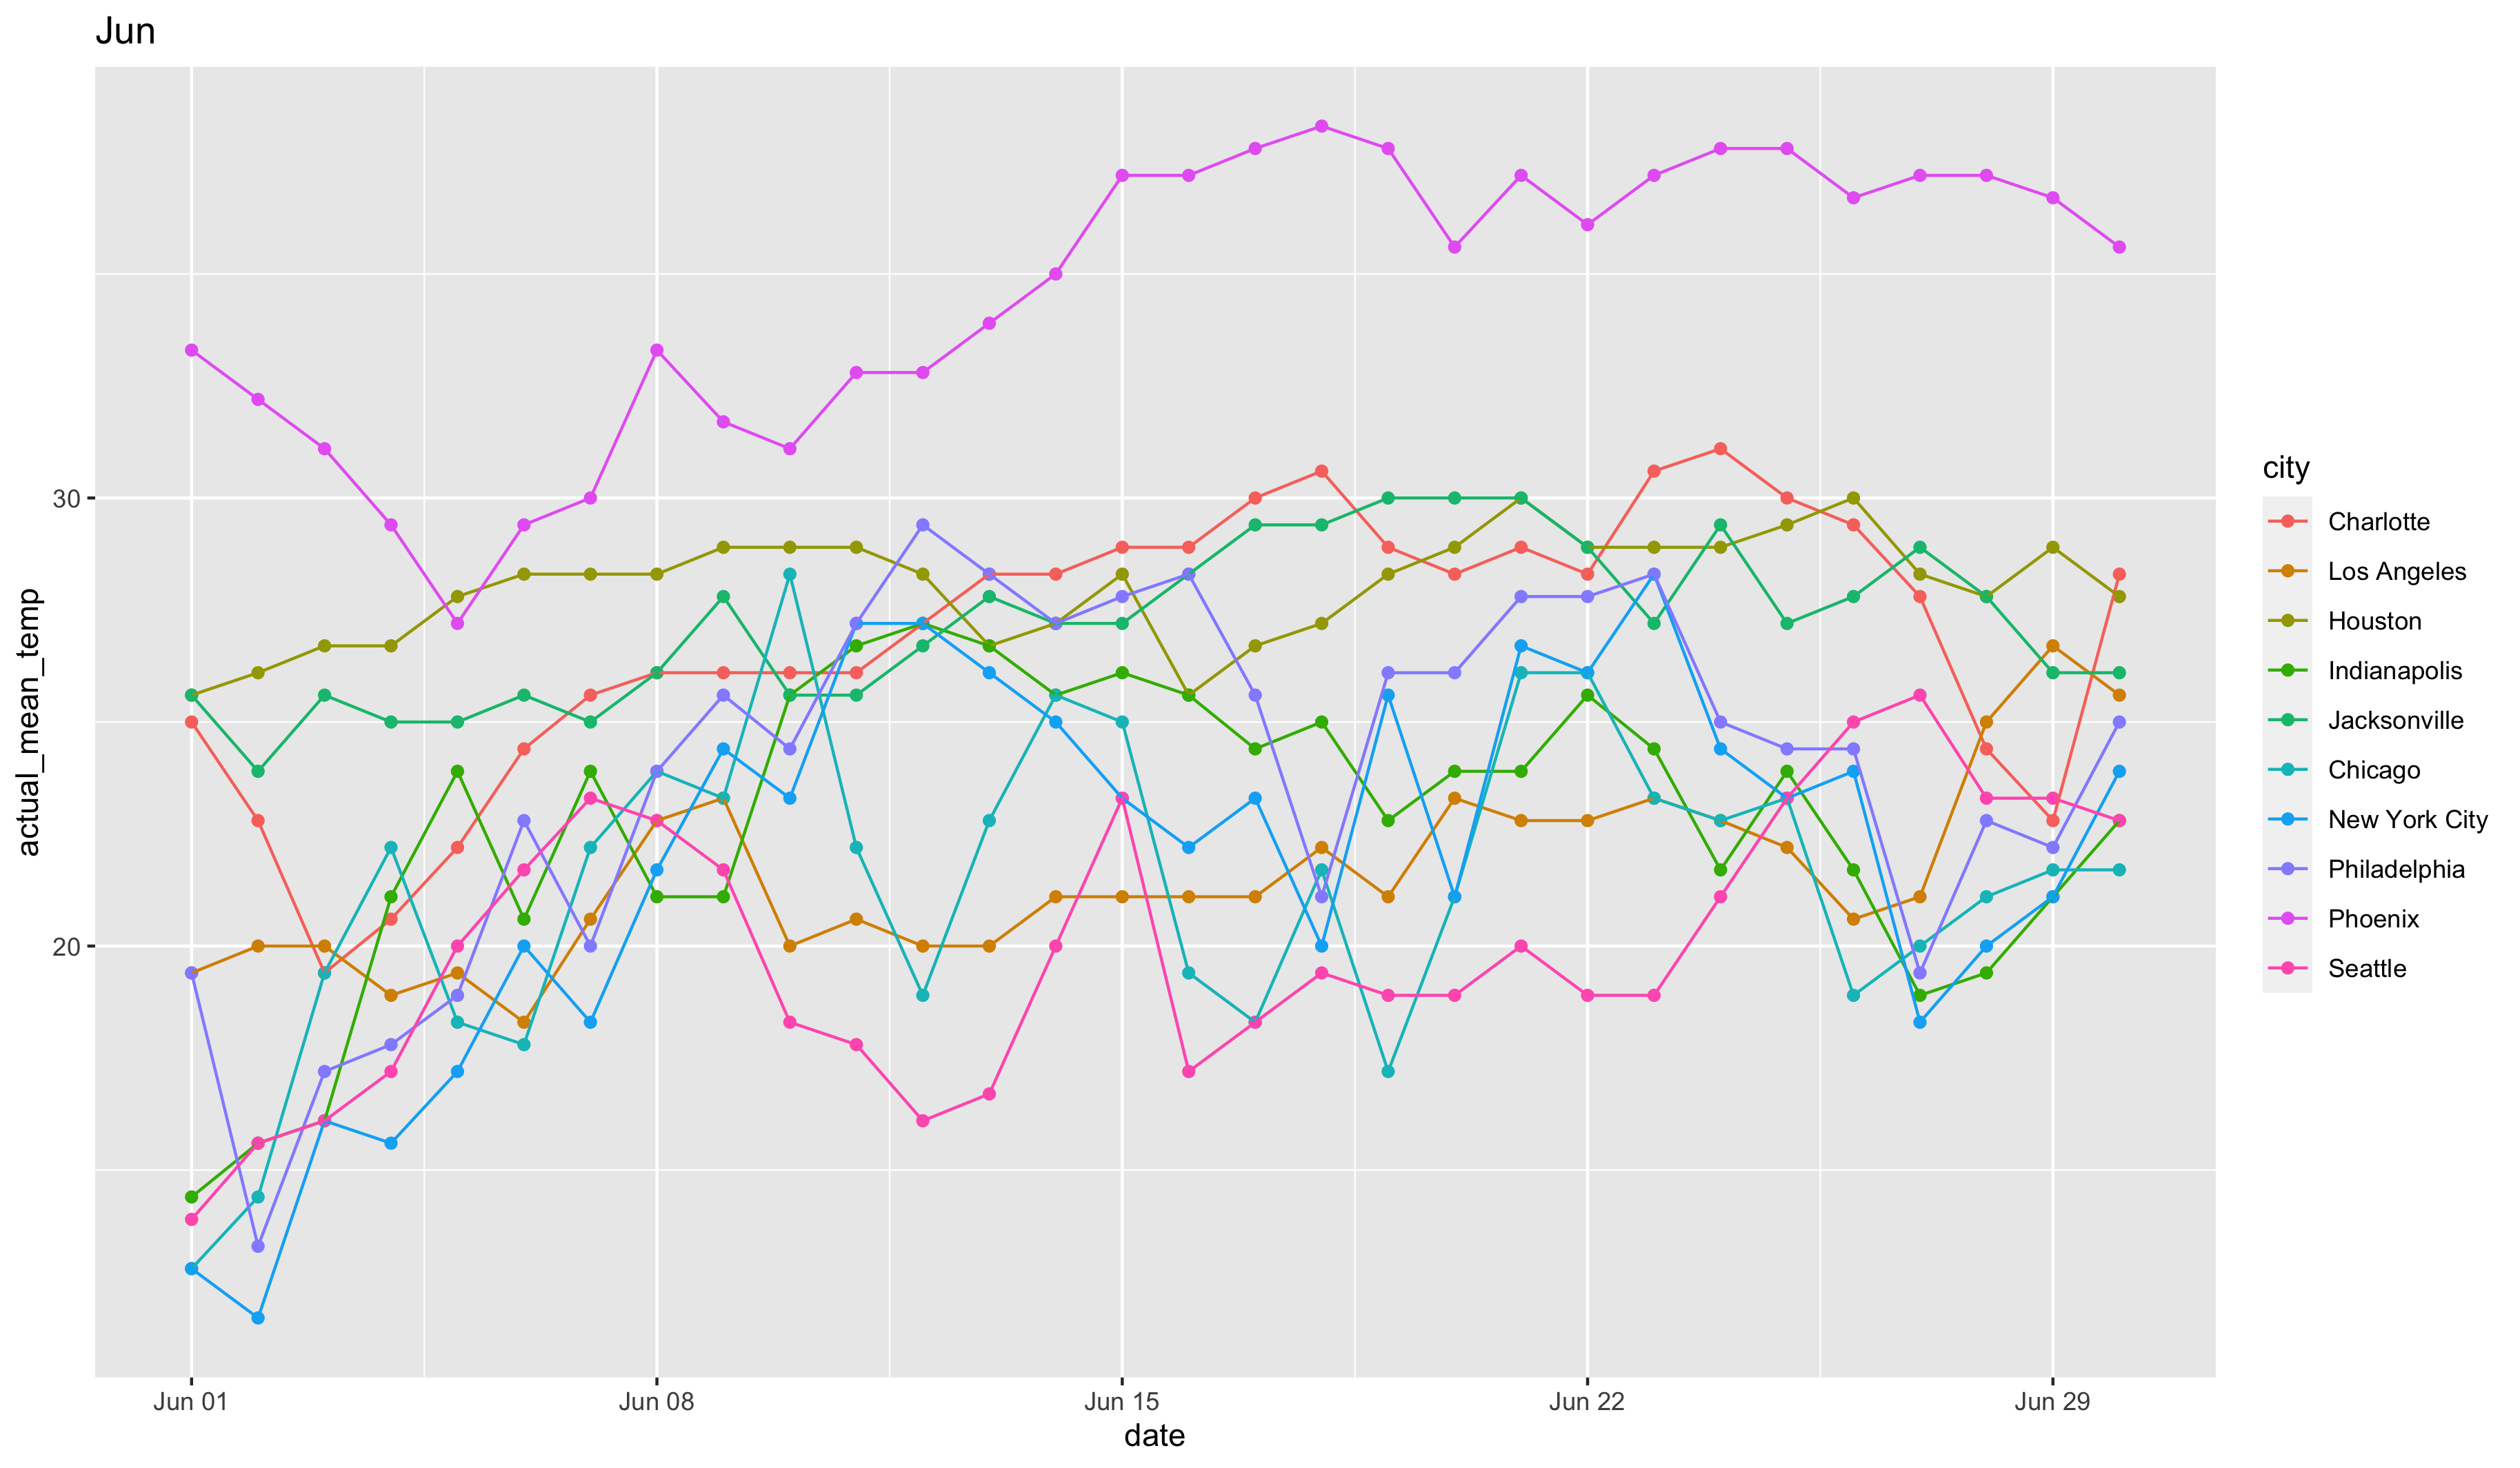 Jun
actual_mean_temp
30
20
Jun 01
Jun 08
Jun 15
Jun 22
Jun 29
date
city
Charlotte
Los Angeles
Houston
Indianapolis
Jacksonville
Chicago
New York City
Philadelphia
Phoenix
Seattle